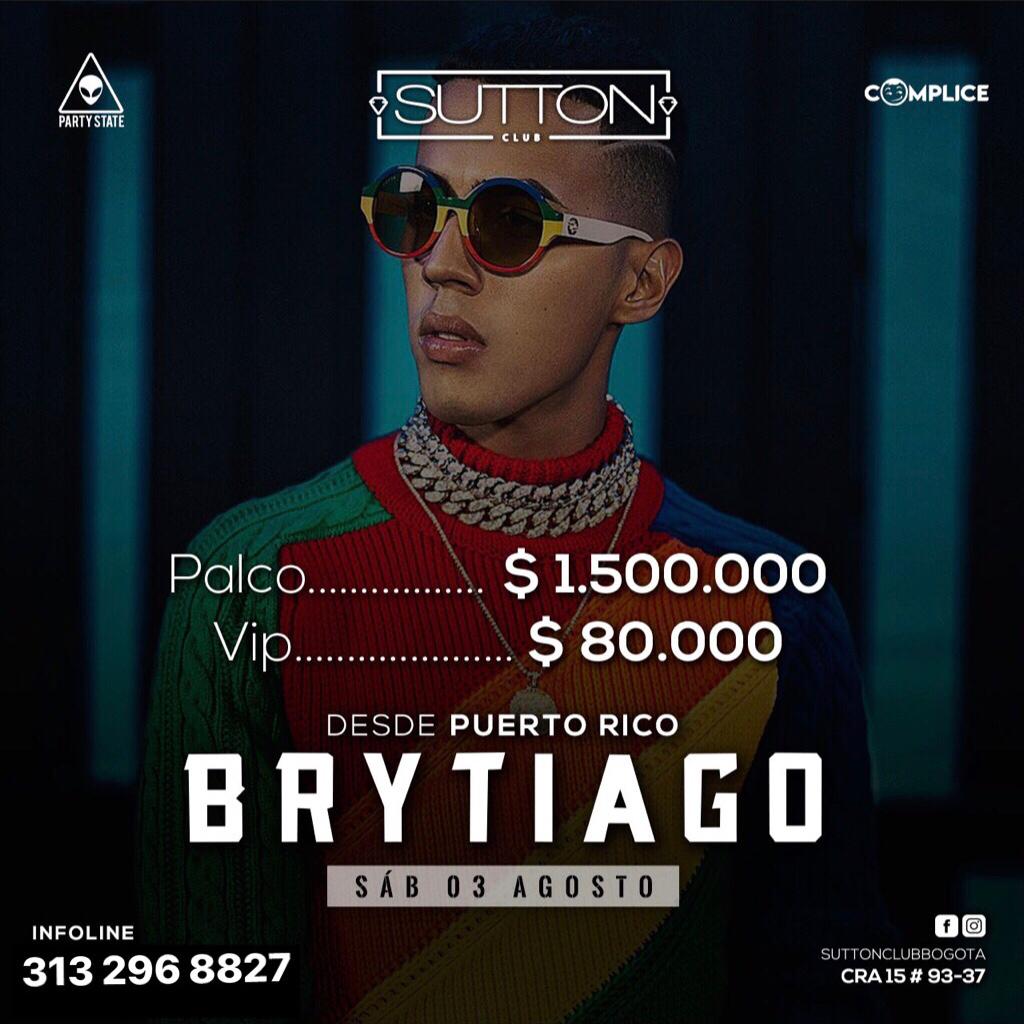 PARTY STATE
SUTTON
CLUB
COMPLICE
Palco................. $ 1.500.000
Vip...................... $ 80.000
DESDE PUERTO RICO
BRYTIAGO
SÁB 03 AGOSTO
INFOLINE
313 296 8827
SUTTONCLUBBOGOTA
CRA 15 # 93-37